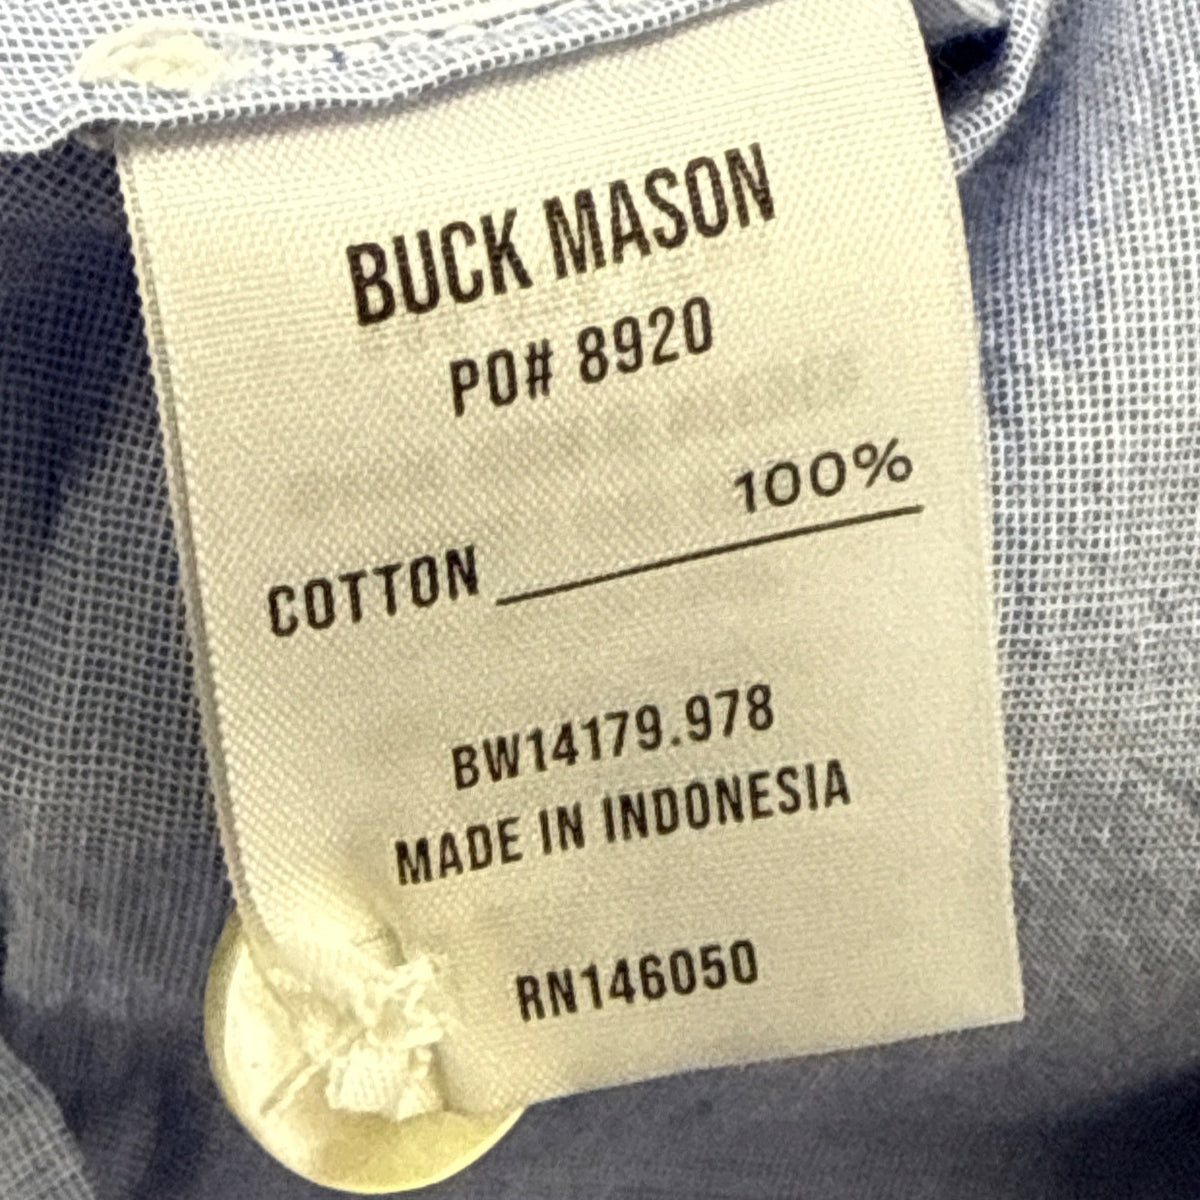 BUCK MASON
PO# 8920
100%
COTTON
BW14179.978
MADE IN INDONESIA
RN146050